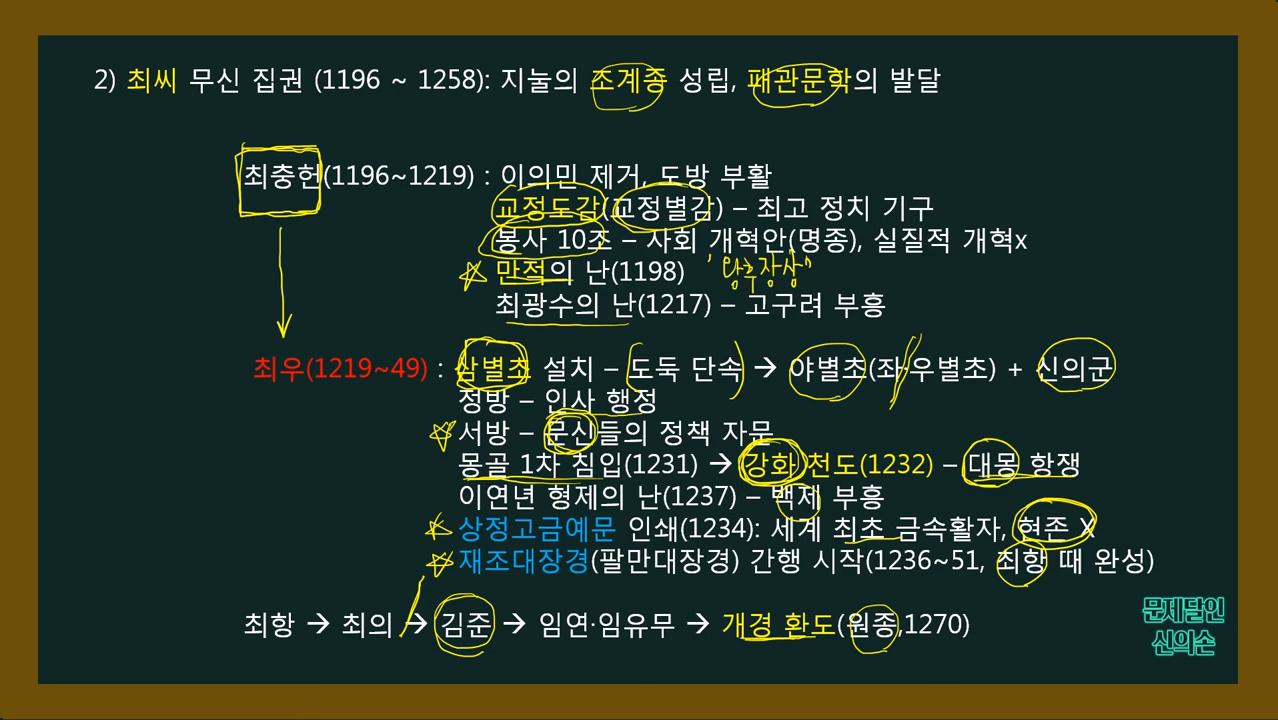 2) 최씨 무신 집권 (1196 ~ 1258): 지눌의 조계종 성립, 패관문학의 발달
최충헌(1196~1219) : 이의민 제거, 도방 부활
교정도감(교정별감) – 최고 정치 기구
봉사 10조 – 사회 개혁안(명종), 실질적 개혁x
만적의 난(1198) "왕후장상"
최광수의 난(1217) – 고구려 부흥
최우(1219~49) : 삼별초 설치 – 도둑 단속 → 야별초(좌·우별초) + 신의군
정방 – 인사 행정
서방 – 문신들의 정책 자문
몽골 1차 침입(1231) → 강화 천도(1232) – 대몽 항쟁
이연년 형제의 난(1237) – 백제 부흥
상정고금예문 인쇄(1234): 세계 최초 금속활자, 현존 X
재조대장경(팔만대장경) 간행 시작(1236~51, 최항 때 완성)
최항 → 최의 → 김준 → 임연·임유무 → 개경 환도(원종,1270)
문제달인
신의손